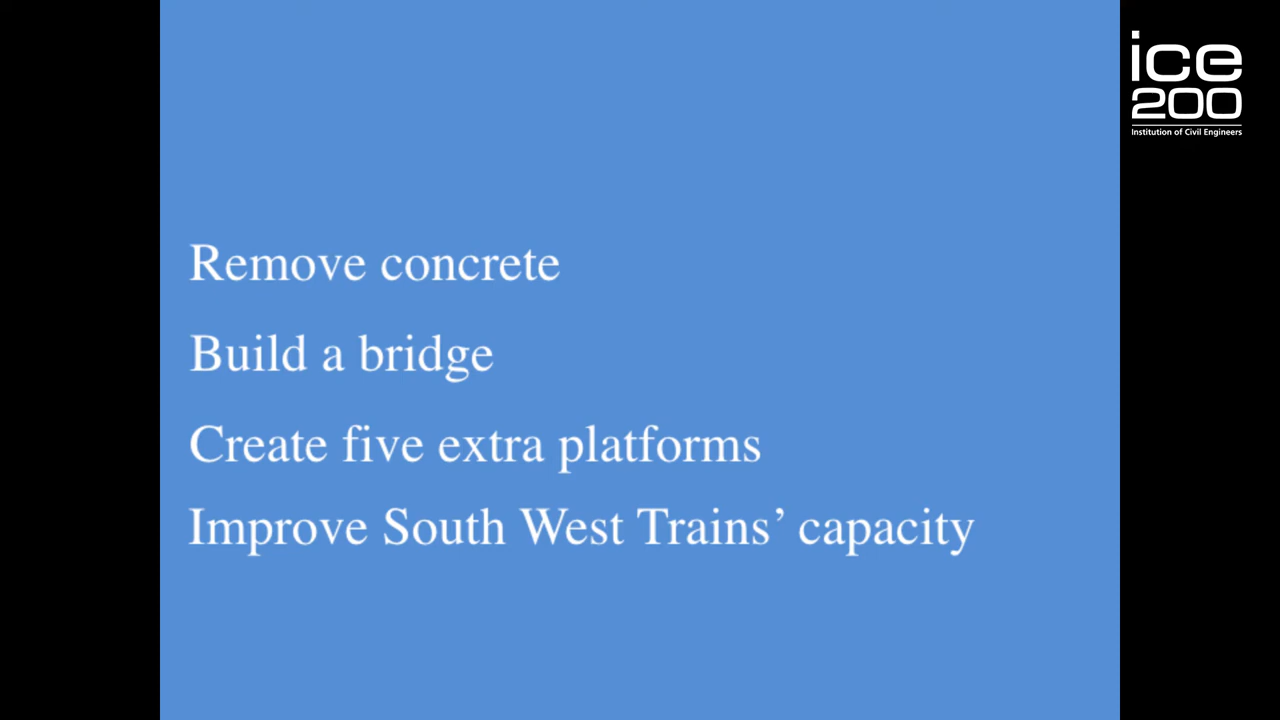 ice
200
Institution of Civil Engineers
Remove concrete
Build a bridge
Create five extra platforms
Improve South West Trains’ capacity